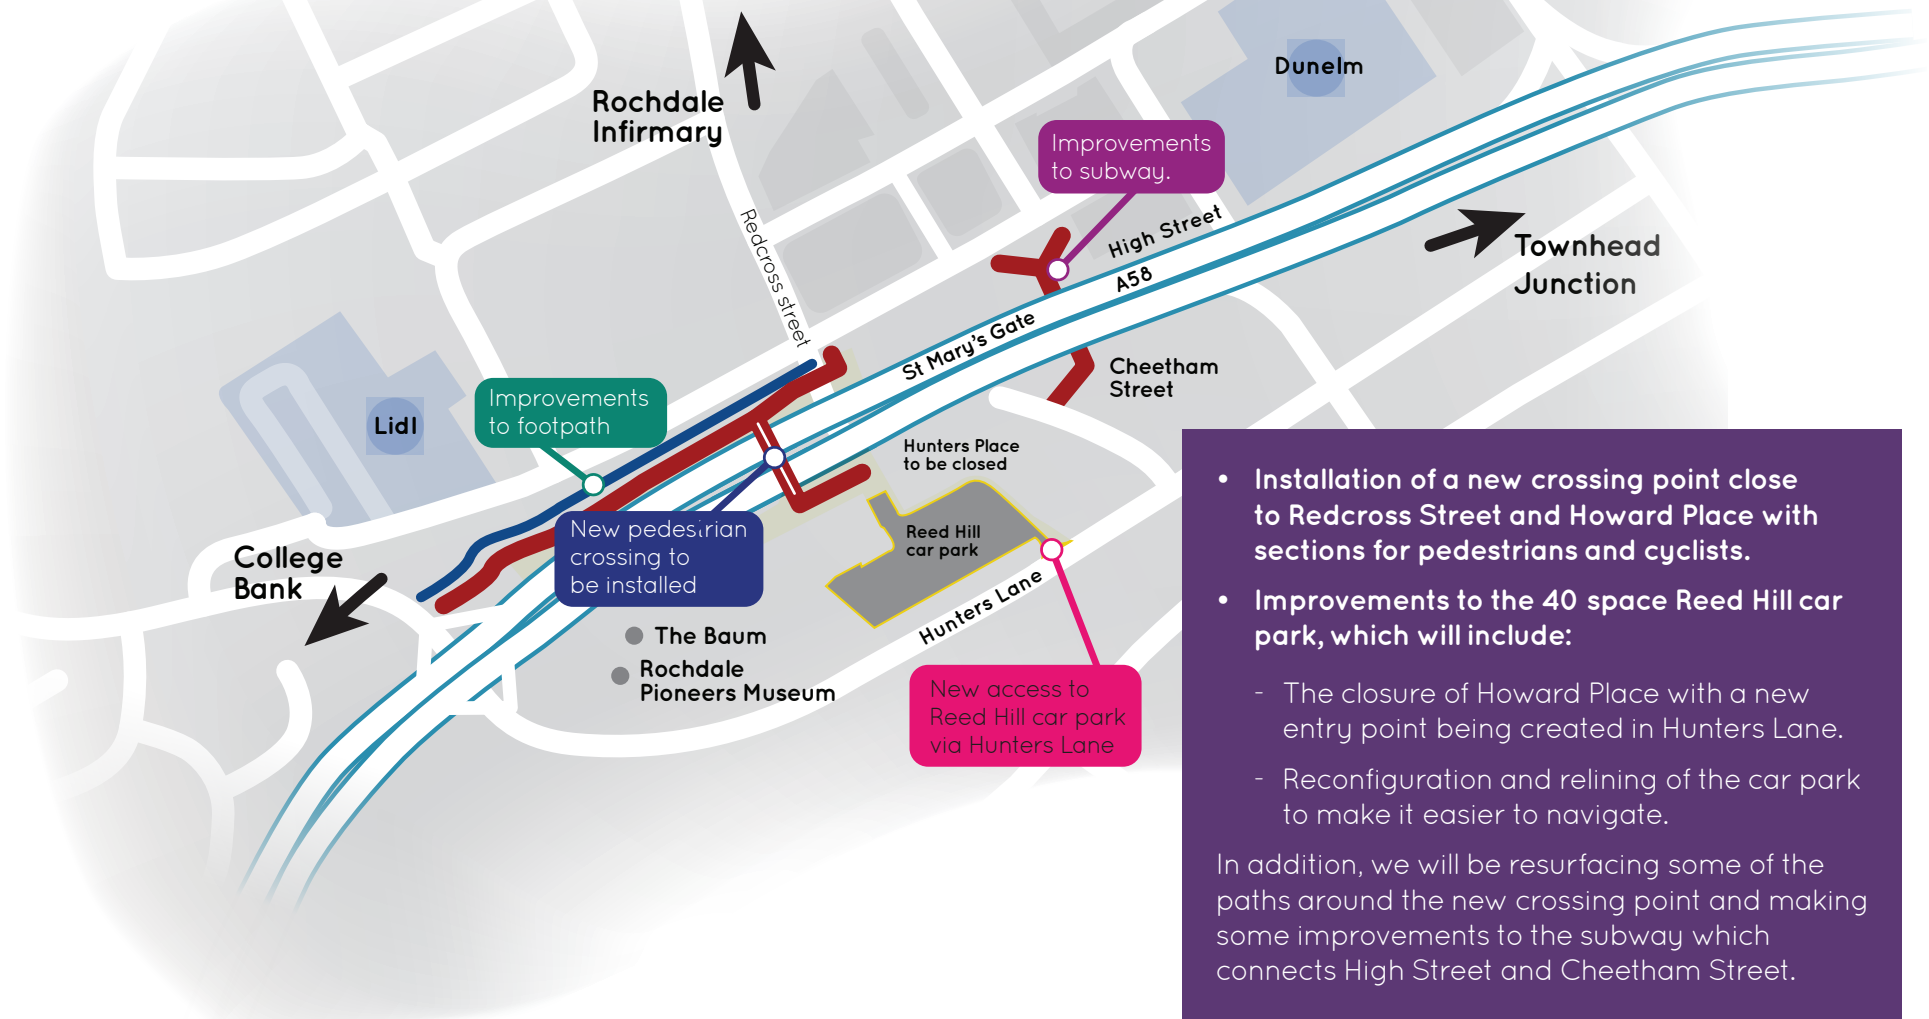 Dunelm
Rochdale
Infirmary
Improvements
to subway.
Redcross street
High Street
A58
Townhead
Junction
St Mary's Gate
Cheetham
Street
Improvements
to footpath
Lidl
Hunters Place
to be closed
New pedestrian
crossing to
be installed
Reed Hill
car park
College
Bank
Hunters Lane
The Baum
Rochdale
Pioneers Museum
New access to
Reed Hill car park
via Hunters Lane
• Installation of a new crossing point close
to Redcross Street and Howard Place with
sections for pedestrians and cyclists.
• Improvements to the 40 space Reed Hill car
park, which will include:
- The closure of Howard Place with a new
entry point being created in Hunters Lane.
- Reconfiguration and relining of the car park
to make it easier to navigate.
In addition, we will be resurfacing some of the
paths around the new crossing point and making
some improvements to the subway which
connects High Street and Cheetham Street.